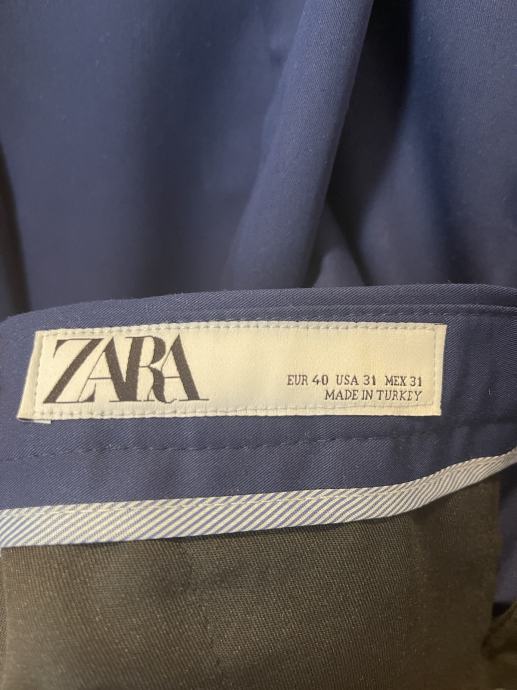 ZARA
EUR 40 USA 31 MEX 31
MADE IN TURKEY